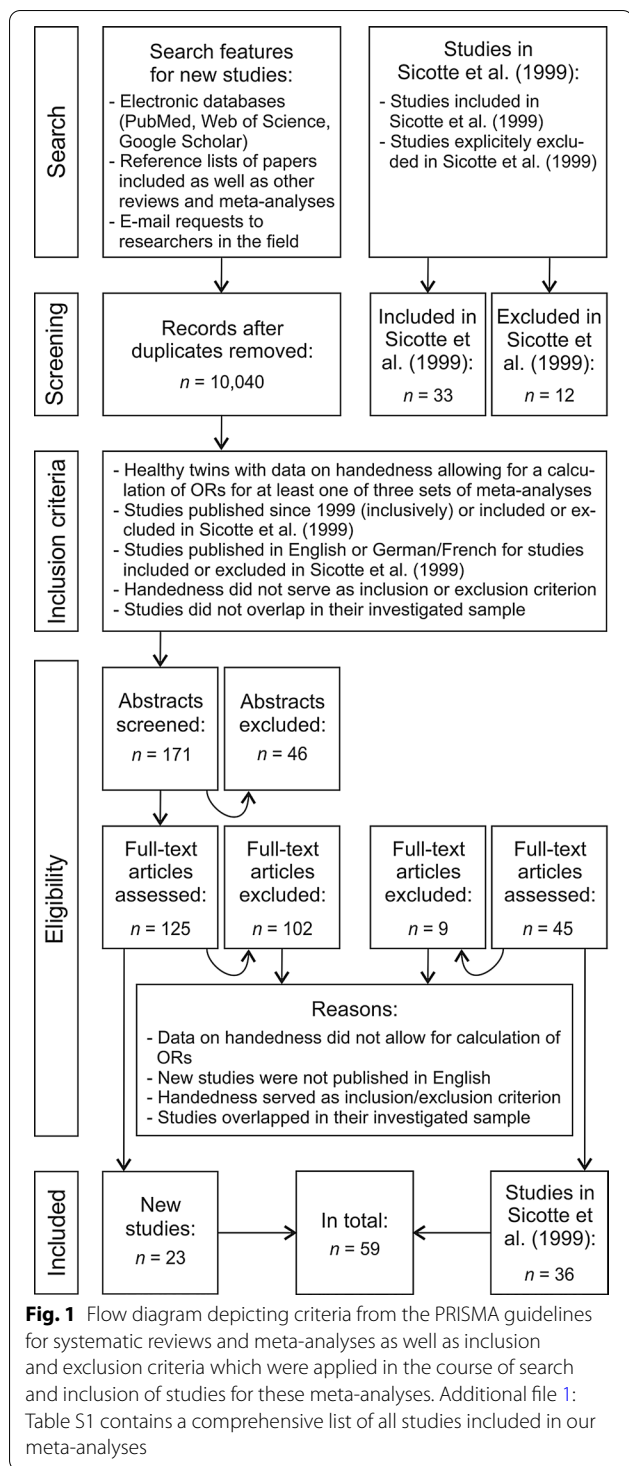 Search
Search features
for new studies:
- Electronic databases
(PubMed, Web of Science,
Google Scholar)
- Reference lists of papers
included as well as other
reviews and meta-analyses
- E-mail requests to
researchers in the field
Studies in
Sicotte et al. (1999):
- Studies included in
Sicotte et al. (1999)
- Studies explicitely exclu-
ded in Sicotte et al. (1999)
Screening
Records after
duplicates removed:
n = 10,040
Included in
Sicotte et
al. (1999):
n = 33
Excluded in
Sicotte et
al. (1999):
n = 12
Inclusion criteria
- Healthy twins with data on handedness allowing for a calcu-
lation of ORs for at least one of three sets of meta-analyses
- Studies published since 1999 (inclusively) or included or ex-
cluded in Sicotte et al. (1999)
- Studies published in English or German/French for studies
included or excluded in Sicotte et al. (1999)
- Handedness did not serve as inclusion or exclusion criterion
- Studies did not overlap in their investigated sample
Eligibility
Abstracts
screened:
n = 171
Abstracts
excluded:
n = 46
Full-text
articles
assessed:
n = 125
Full-text
articles
excluded:
n = 102
Full-text
articles
excluded:
n = 9
Full-text
articles
assessed:
n = 45
Reasons:
- Data on handedness did not allow for calculation of
ORs
- New studies were not published in English
- Handedness served as inclusion/exclusion criterion
- Studies overlapped in their investigated sample
Included
New
studies:
n = 23
In total:
n = 59
Studies in
Sicotte et
al. (1999):
n = 36
Fig. 1 Flow diagram depicting criteria from the PRISMA guidelines
for systematic reviews and meta-analyses as well as inclusion
and exclusion criteria which were applied in the course of search
and inclusion of studies for these meta-analyses. Additional file 1:
Table S1 contains a comprehensive list of all studies included in our
meta-analyses